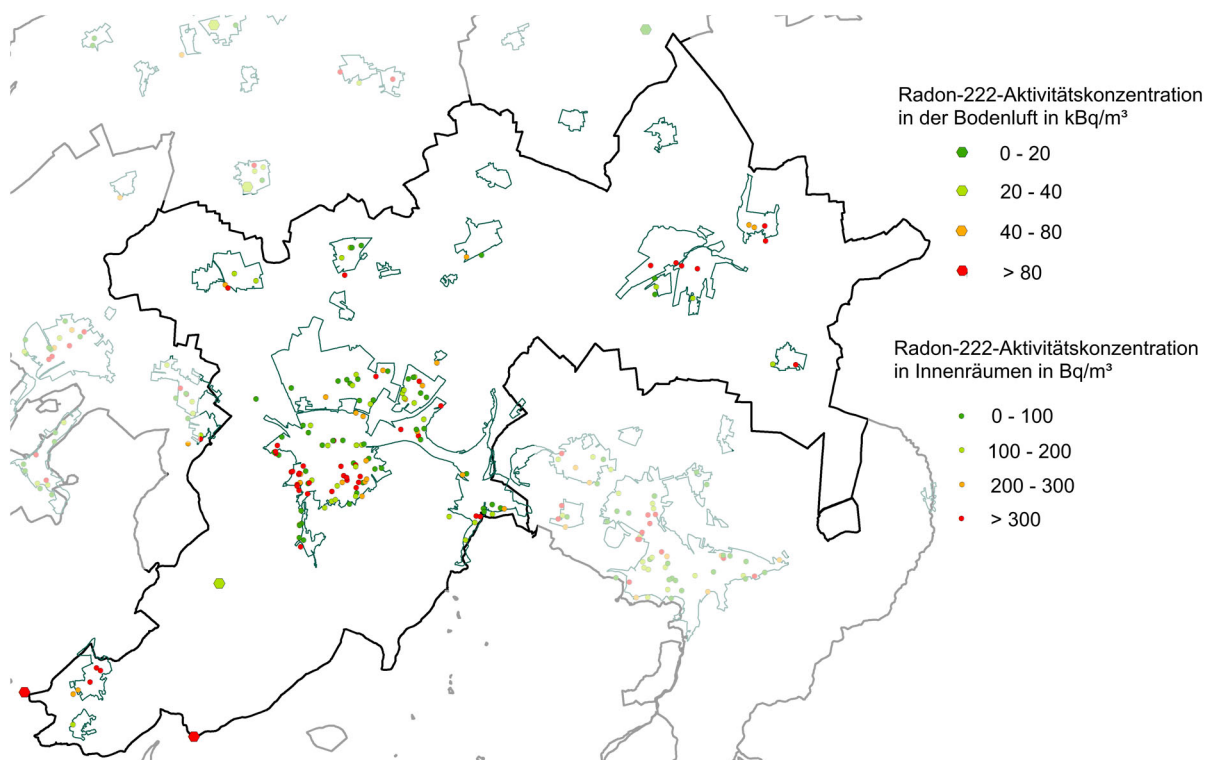 Radon-222-Aktivitätskonzentration
in der Bodenluft in kBq/m³
0 - 20
20 - 40
40 - 80
> 80
Radon-222-Aktivitätskonzentration
in Innenräumen in Bq/m³
0 - 100
100 - 200
200 - 300
> 300